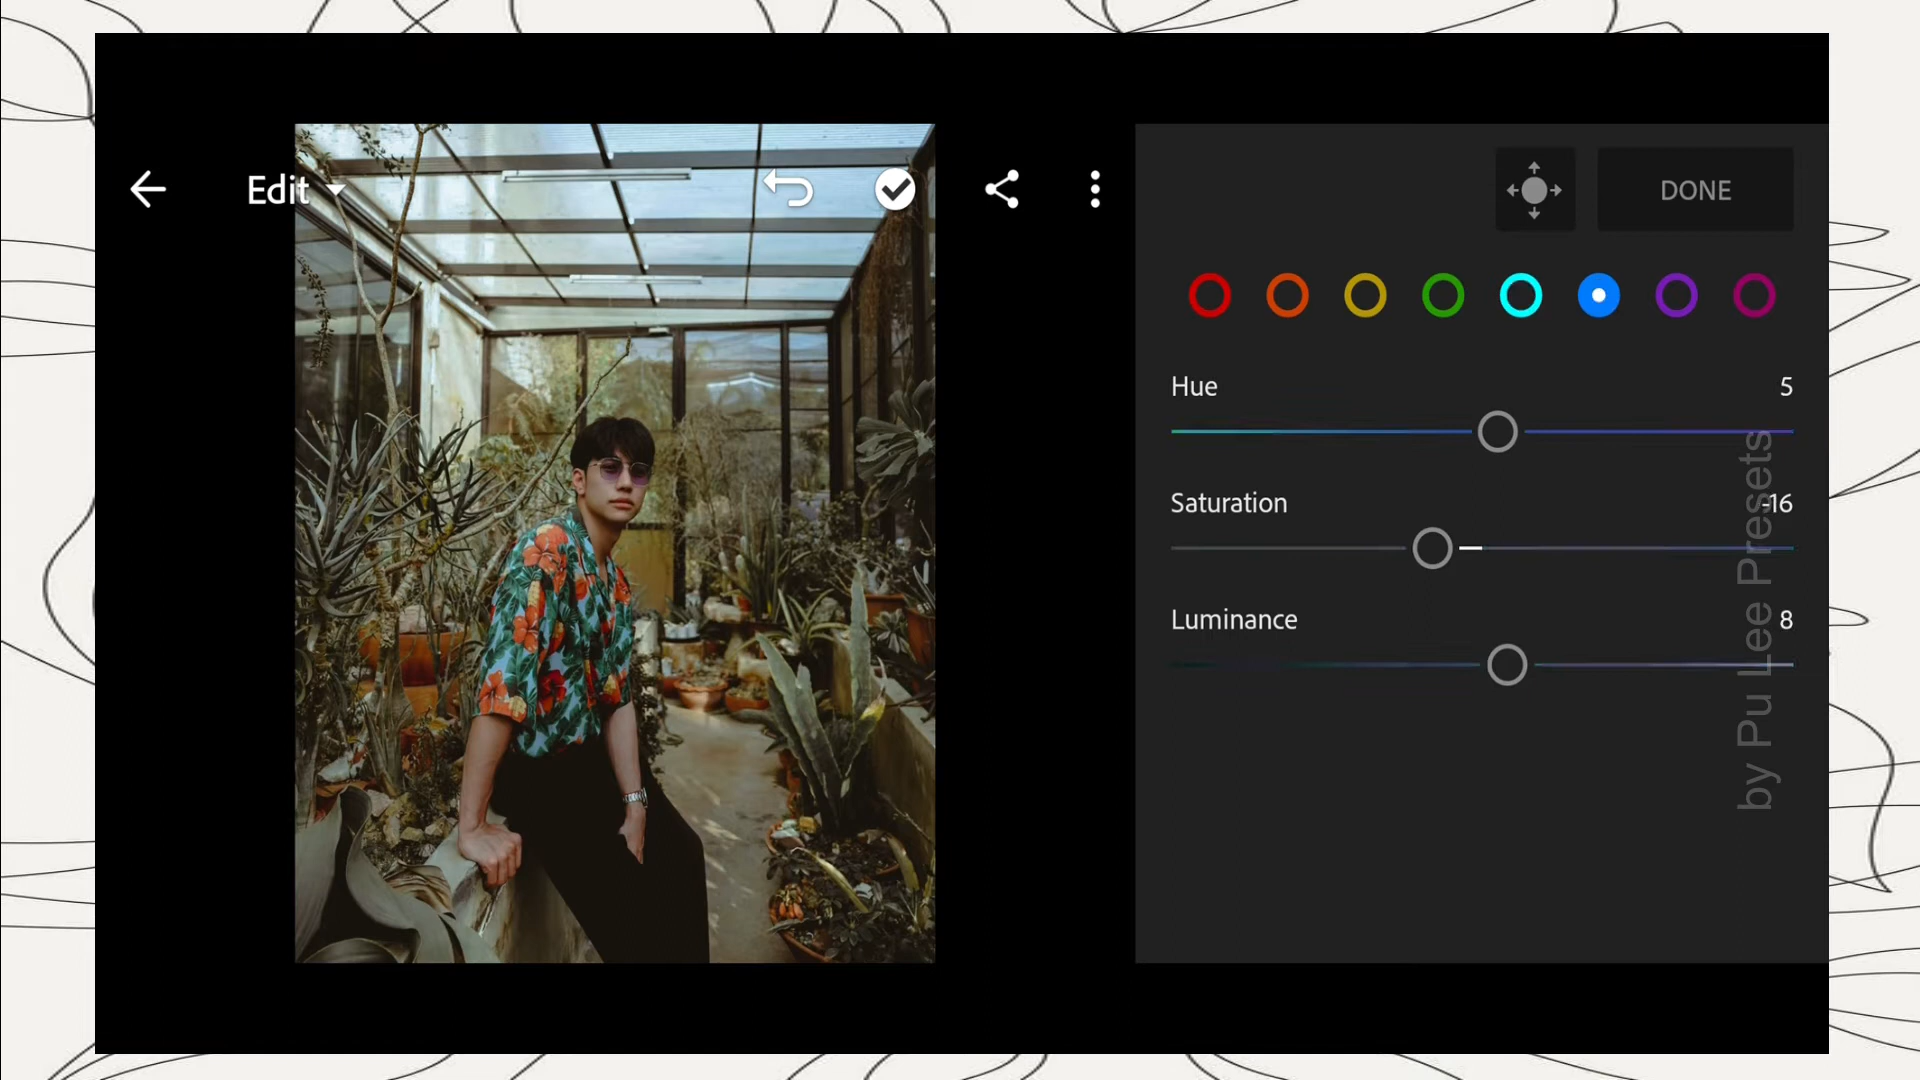 Edit
DONE
Hue
5
Saturation
-16
Luminance
8
by Pu Lee Presets